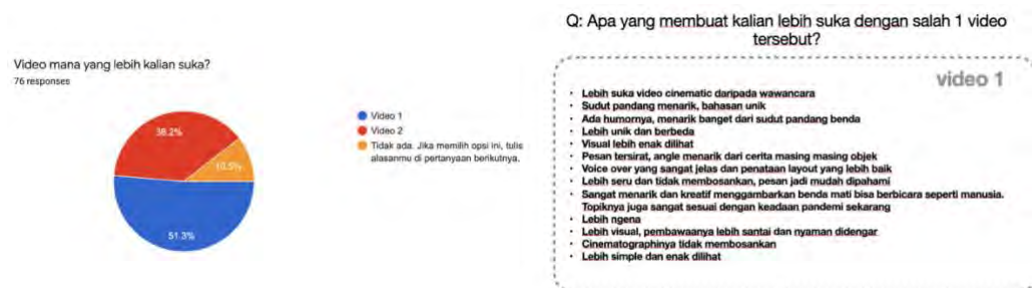 Video mana yang lebih kalian suka?
76 responses
38.2%
10.5%
51.3%
Video 1
Video 2
Tidak ada. Jika memilih opsi ini, tulis
alasanmu di pertanyaan berikutnya.
Q: Apa yang membuat kalian lebih suka dengan salah 1 video
tersebut?
video 1
• Lebih suka video cinematic daripada wawancara
• Sudut pandang menarik, bahasan unik
• Ada humornya, menarik banget dari sudut pandang benda
• Lebih unik dan berbeda
• Visual lebih enak dilihat
• Pesan tersirat, angle menarik dari cerita masing masing objek
• Voice over yang sangat jelas dan penataan layout yang lebih baik
• Lebih seru dan tidak membosankan, pesan jadi mudah dipahami
• Sangat menarik dan kreatif menggambarkan benda mati bisa berbicara seperti manusia.
Topiknya juga sangat sesuai dengan keadaan pandemi sekarang
• Lebih ngena
• Lebih visual, pembawaanya lebih santai dan nyaman didengar
• Cinematographinya tidak membosankan
• Lebih simple dan enak dilihat